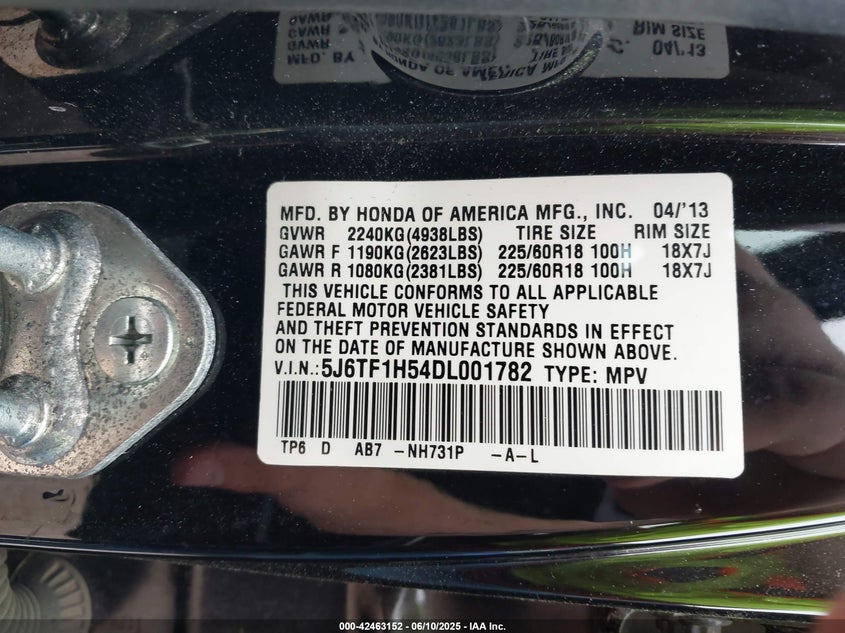 MFD. BY HONDA OF AMERICA MFG., INC. 04/'13
GVWR 2240KG(4938LBS) TIRE SIZE RIM SIZE
GAWR F 1190KG(2623LBS) 225/60R18 100H 18X7J
GAWR R 1080KG(2381LBS) 225/60R18 100H 18X7J
THIS VEHICLE CONFORMS TO ALL APPLICABLE
FEDERAL MOTOR VEHICLE SAFETY
AND THEFT PREVENTION STANDARDS IN EFFECT
ON THE DATE OF MANUFACTURE SHOWN ABOVE.
V.I.N.:5J6TF1H54DL001782 TYPE: MPV
TP6 D AB7 -NH731P -A-L
000-42463152 - 06/10/2025 - IAA Inc.